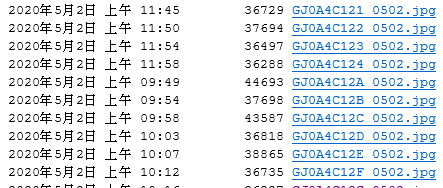 2020年5月2日 上午 11:45 36729 GJ0A4C121 0502.jpg
2020年5月2日 上午 11:50 37694 GJ0A4C122 0502.jpg
2020年5月2日 上午 11:54 36497 GJ0A4C123 0502.jpg
2020年5月2日 上午 11:58 36288 GJ0A4C124 0502.jpg
2020年5月2日 上午 09:49 44693 GJ0A4C12A 0502.jpg
2020年5月2日 上午 09:54 37698 GJ0A4C12B 0502.jpg
2020年5月2日 上午 09:58 43587 GJ0A4C12C 0502.jpg
2020年5月2日 上午 10:03 36818 GJ0A4C12D 0502.jpg
2020年5月2日 上午 10:07 38865 GJ0A4C12E 0502.jpg
2020年5月2日 上午 10:12 36735 GJ0A4C12F 0502.jpg